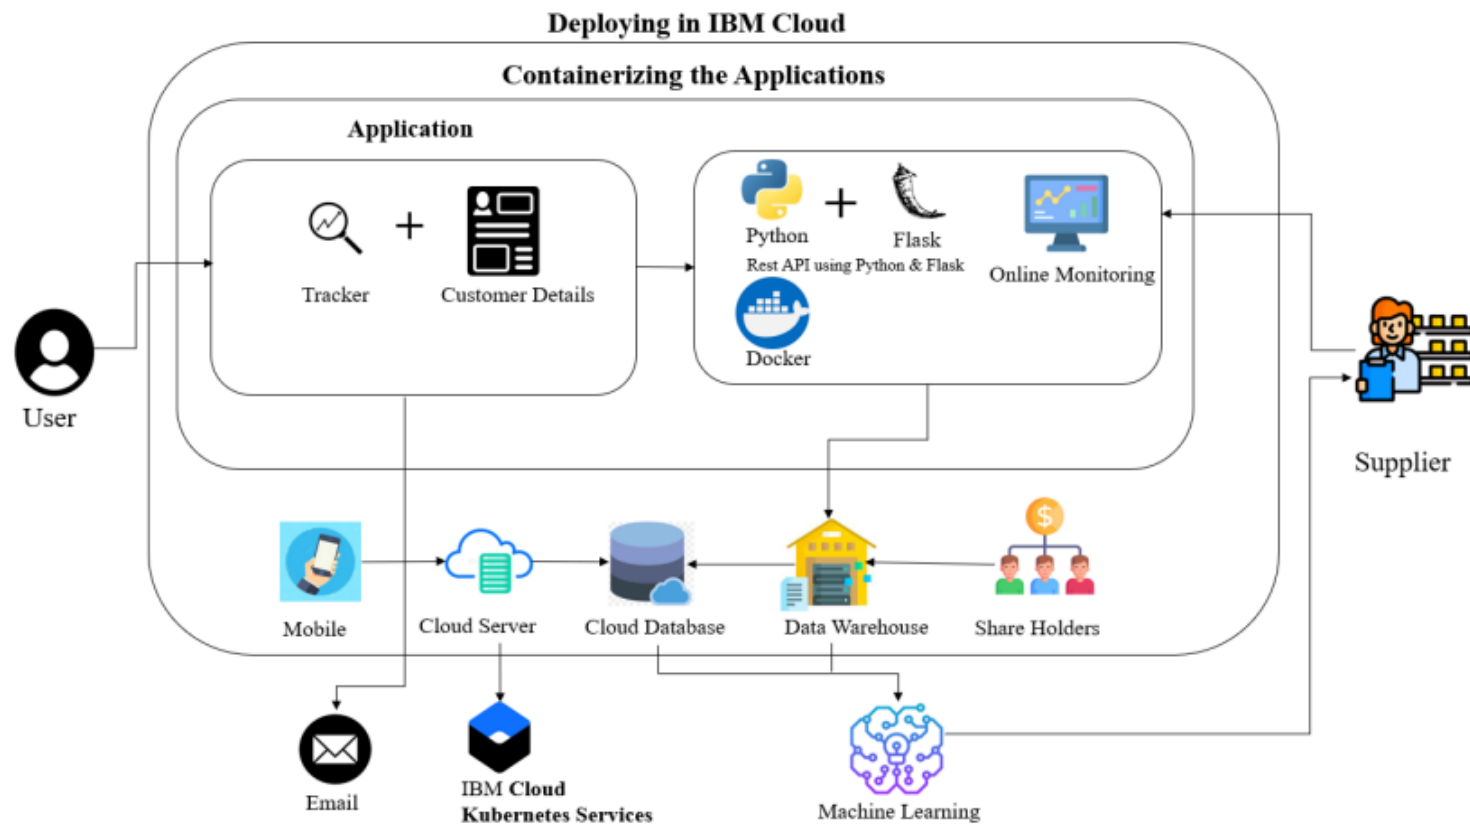 Deploying in IBM Cloud
Containerizing the Applications
Application
Tracker
+
Customer Details
Python
+
Flask
Rest API using Python & Flask
Online Monitoring
Docker
User
Supplier
$
Mobile
Cloud Server
Cloud Database
Data Warehouse
Share Holders
Email
IBM Cloud
Kubernetes Services
Machine Learning